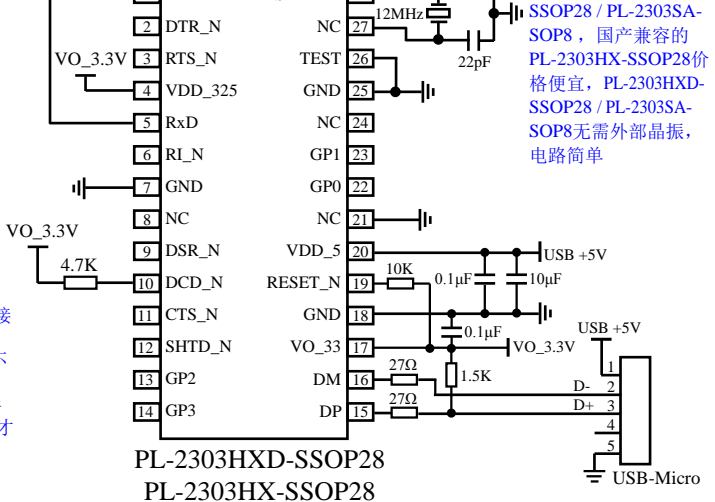 12MHz
22pF
SSOP28 / PL-2303SA-
SOP8 ，国产兼容的
PL-2303HX-SSOP28价
格便宜，PL-2303HXD-
SSOP28 / PL-2303SA-
SOP8无需外部晶振，
电路简单
2 DTR_N NC 27
VO_3.3V 3 RTS_N TEST 26
4 VDD_325 GND 25
5 RxD NC 24
6 RI_N GP1 23
7 GND GP0 22
8 NC NC 21
VO_3.3V
9 DSR_N VDD_5 20 USB +5V
4.7K 10 DCD_N RESET_N 19 10K 0.1μF 10μF
11 CTS_N GND 18
接
0.1μF USB +5V
12 SHTD_N VO_33 17 VO_3.3V
13 GP2 DM 16 27Ω 1.5K
14 GP3 DP 15 27Ω
D- D+
1
2
3
4
5
才
PL-2303HXD-SSOP28
PL-2303HX-SSOP28
USB-Micro